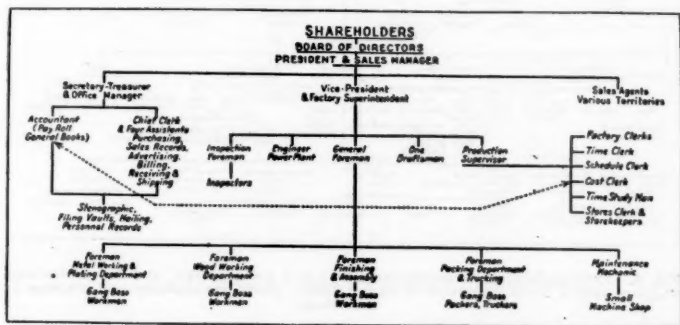 SHAREHOLDERS
BOARD OF DIRECTORS
PRESIDENT & SALES MANAGER
Secretary-Treasurer
& Office Manager
Vice-President
& Factory Superintendent
Sales Agents
Various Territories
Accountant
(Pay Roll
General Books)
Chief Clerk
& Four Assistants
Purchasing,
Sales Records,
Advertising,
Billing,
Receiving &
Shipping
Inspection
Foreman
Engineer
Power Plant
General
Foreman
One
Draftsman
Production
Supervisor
Factory Clerks
Time Clerk
Schedule Clerk
Cost Clerk
Time Study Man
Stores Clerk &
Storekeepers
Inspectors
Stenographic,
Filing Vaults, Mailing,
Personnel Records
Foreman
Metal Working &
Plating Department
Foreman
Wood Working
Department
Foreman
Finishing
& Assembly
Foreman
Packing Department
& Trucking
Maintenance
Mechanic
Gang Boss
Workmen
Gang Boss
Workmen
Gang Boss
Workmen
Gang Boss
Packers, Truckers
Small
Machine Shop